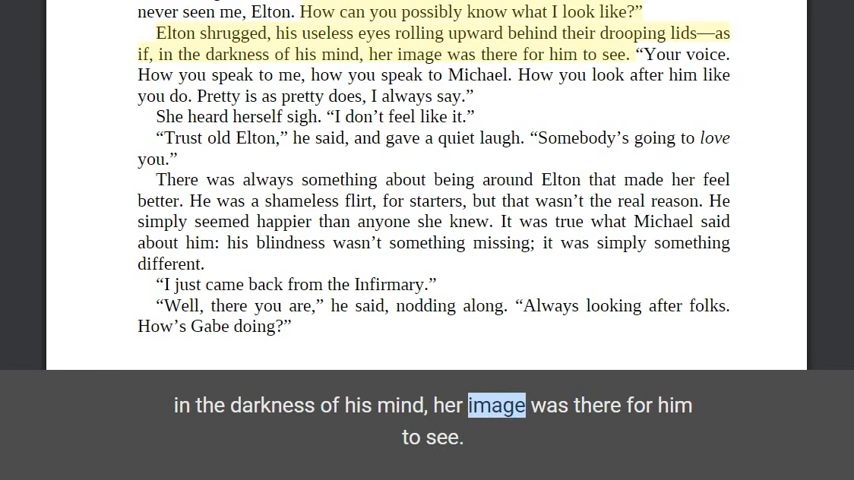 never seen me, Elton. How can you possibly know what I look like?”
Elton shrugged, his useless eyes rolling upward behind their drooping lids—as
if, in the darkness of his mind, her image was there for him to see. “Your voice.
How you speak to me, how you speak to Michael. How you look after him like
you do. Pretty is as pretty does, I always say.”
She heard herself sigh. “I don’t feel like it.”
“Trust old Elton,” he said, and gave a quiet laugh. “Somebody’s going to love
you.”
There was always something about being around Elton that made her feel
better. He was a shameless flirt, for starters, but that wasn’t the real reason. He
simply seemed happier than anyone she knew. It was true what Michael said
about him: his blindness wasn’t something missing; it was simply something
different.
“I just came back from the Infirmary.”
“Well, there you are,” he said, nodding along. “Always looking after folks.
How’s Gabe doing?”
in the darkness of his mind, her image was there for him
to see.